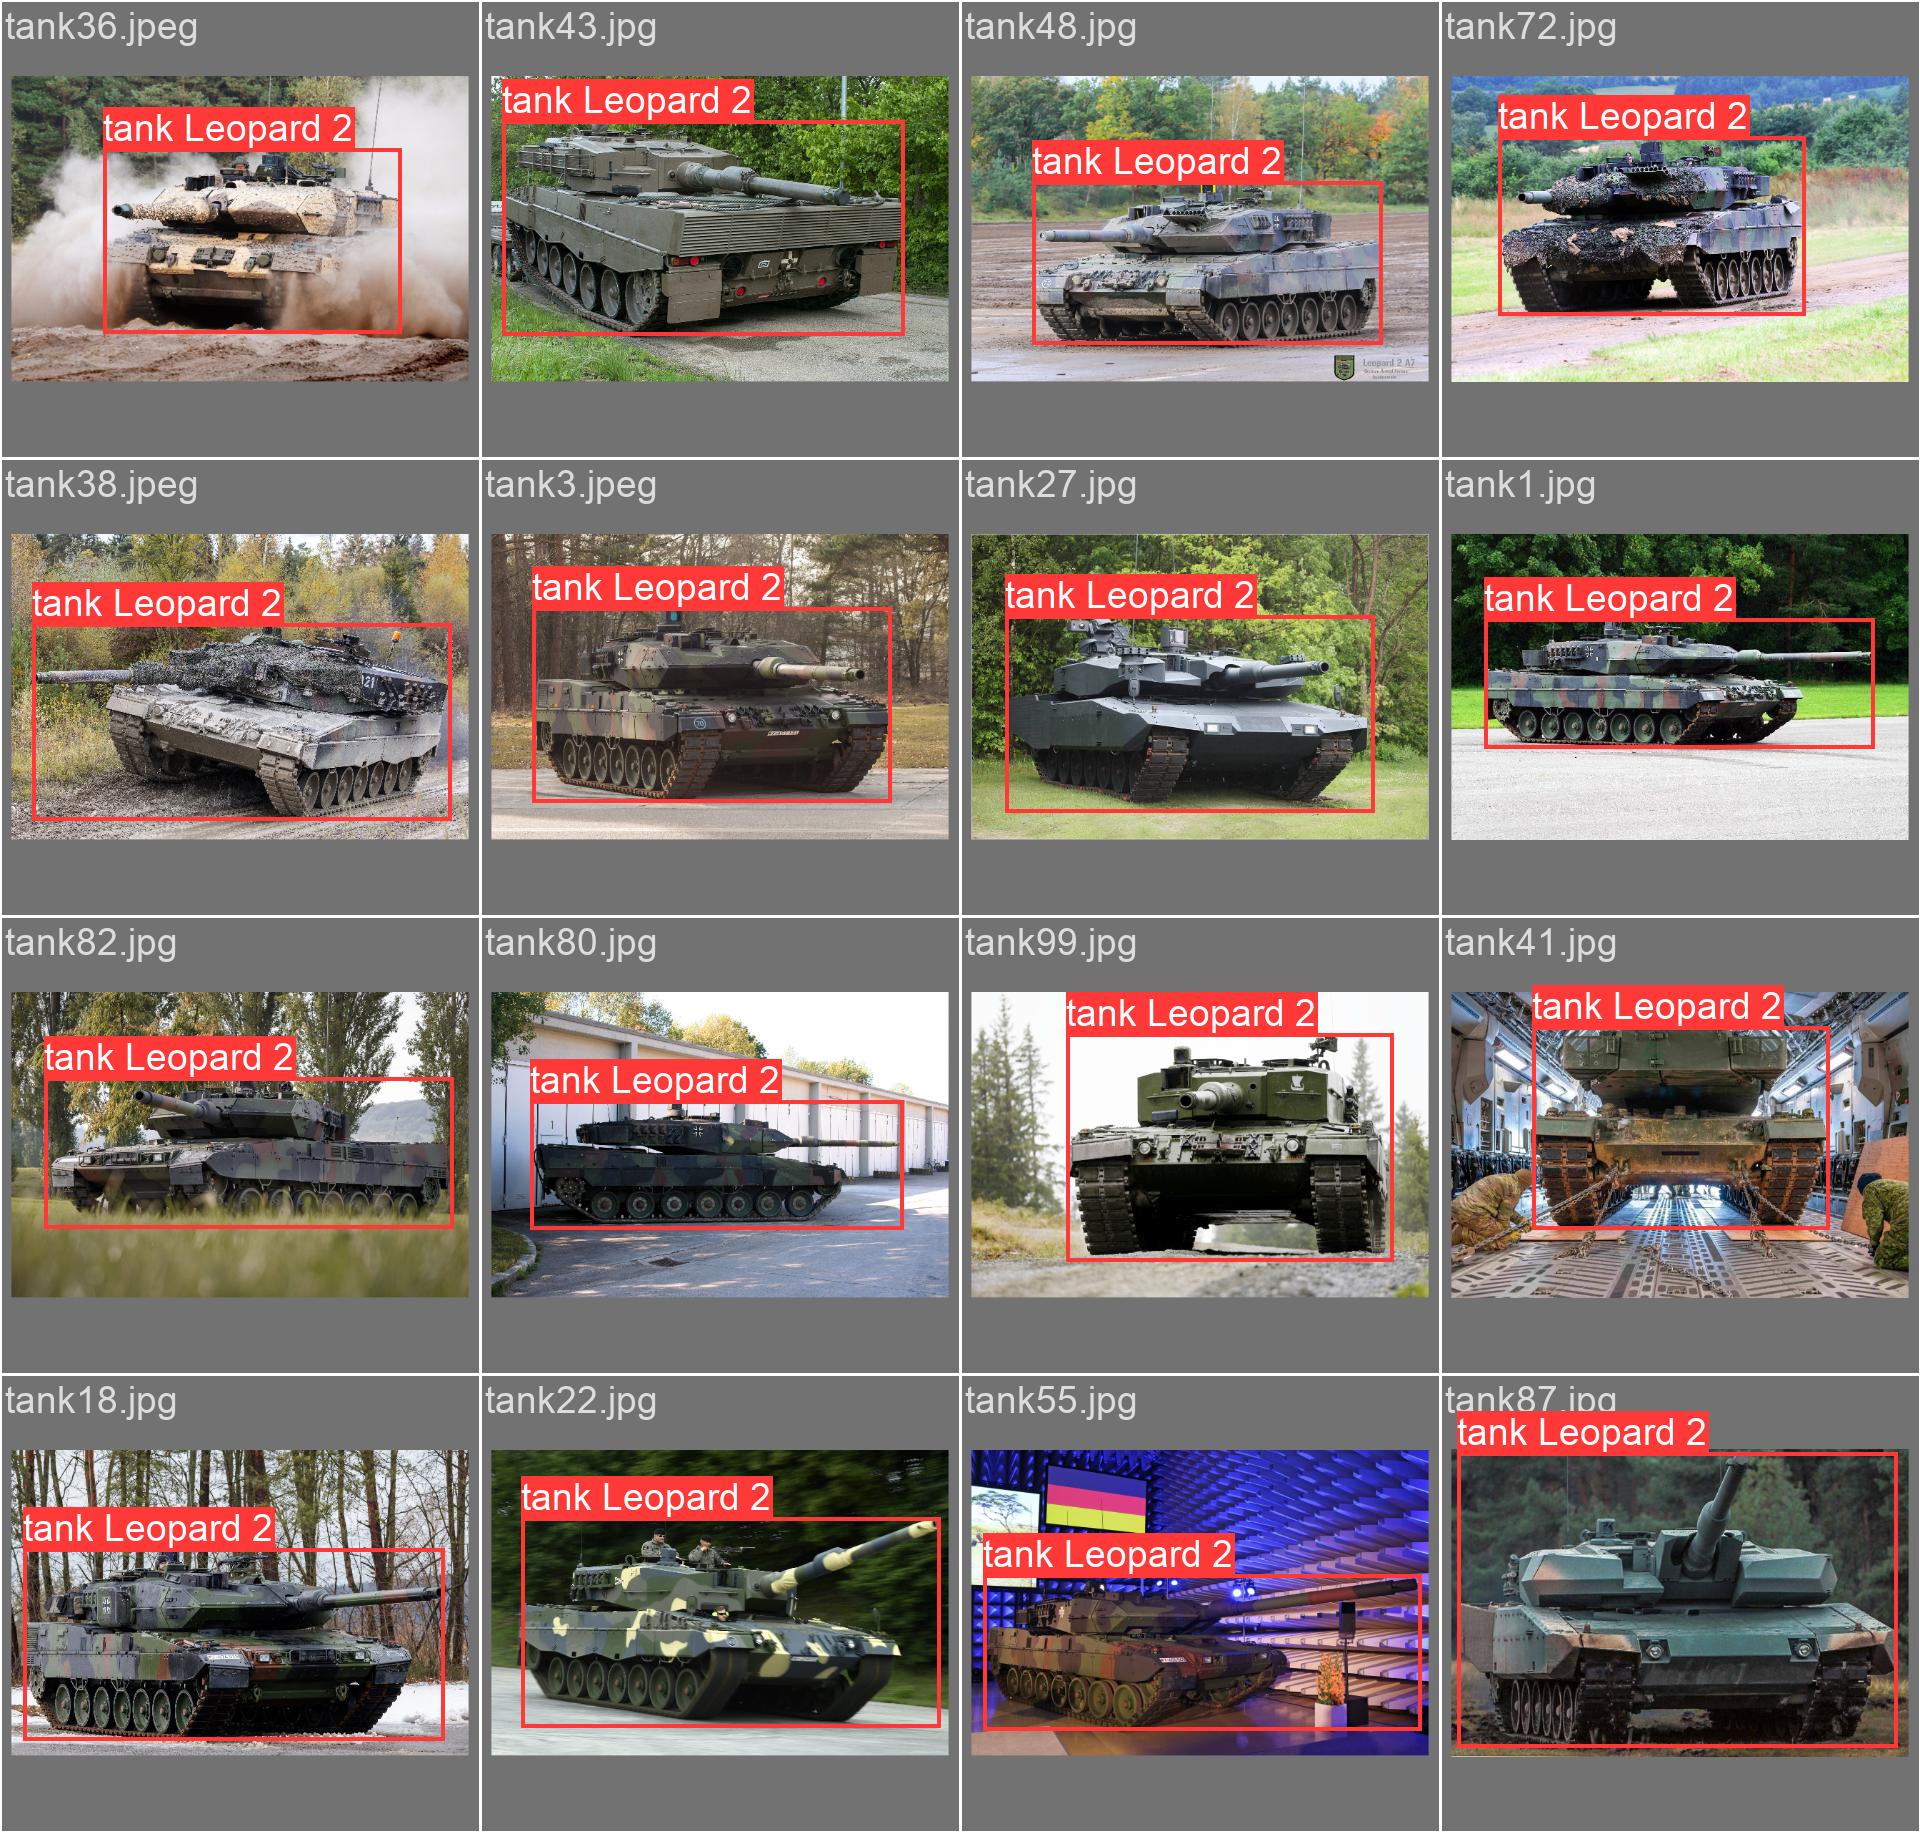 tank36.jpeg
tank43.jpg
tank48.jpg
tank72.jpg
tank Leopard 2
tank Leopard 2
tank Leopard 2
tank Leopard 2
Leopard 2 A7
tank38.jpeg
tank3.jpeg
tank27.jpg
tank1.jpg
tank Leopard 2
tank Leopard 2
tank Leopard 2
tank Leopard 2
121
tank82.jpg
tank80.jpg
tank99.jpg
tank41.jpg
tank Leopard 2
tank Leopard 2
tank Leopard 2
tank Leopard 2
tank18.jpg
tank22.jpg
tank55.jpg
tank87.jpg
tank Leopard 2
tank Leopard 2
tank Leopard 2
tank Leopard 2